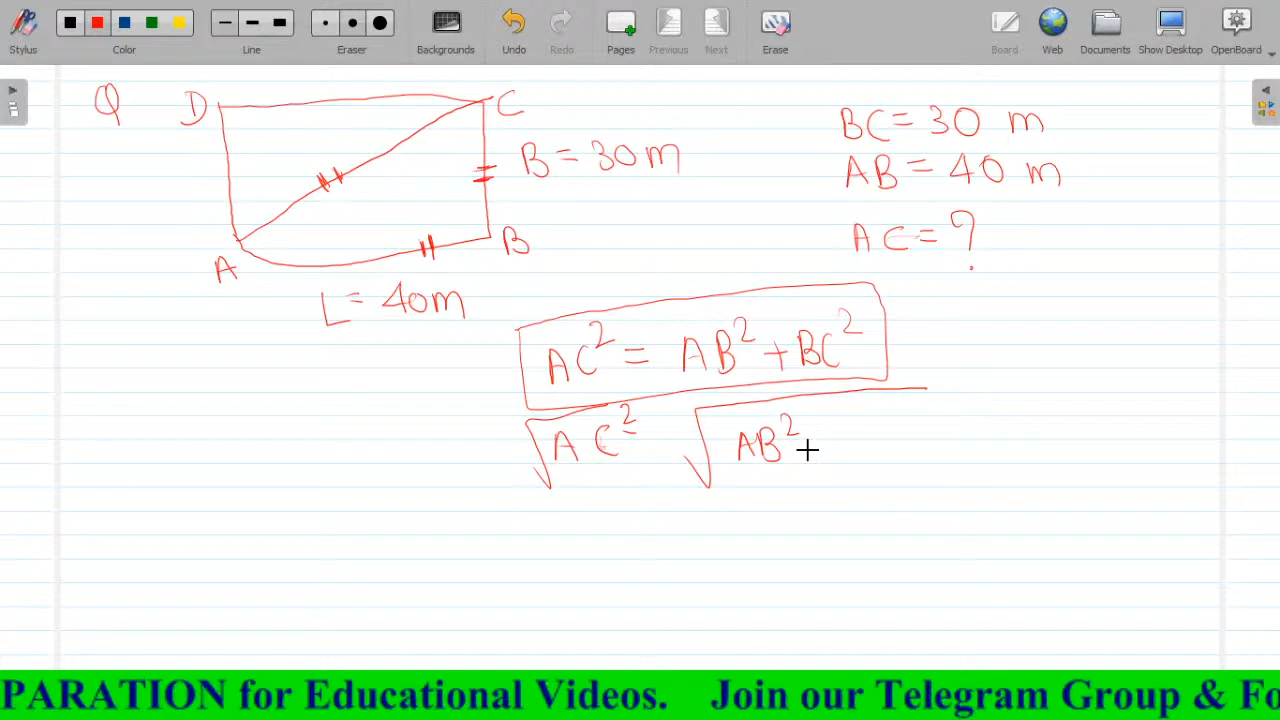 Stylus Color Line Eraser Backgrounds Undo Redo Pages Previous Next Erase Board Web Documents Show Desktop OpenBoard
Q
D C
B = 30 m
A B
L = 40m
BC = 30 m
AB = 40 m
AC = ?
AC² = AB² + BC²
√AC² √AB²
PARATION for Educational Videos. Join our Telegram Group & Fo